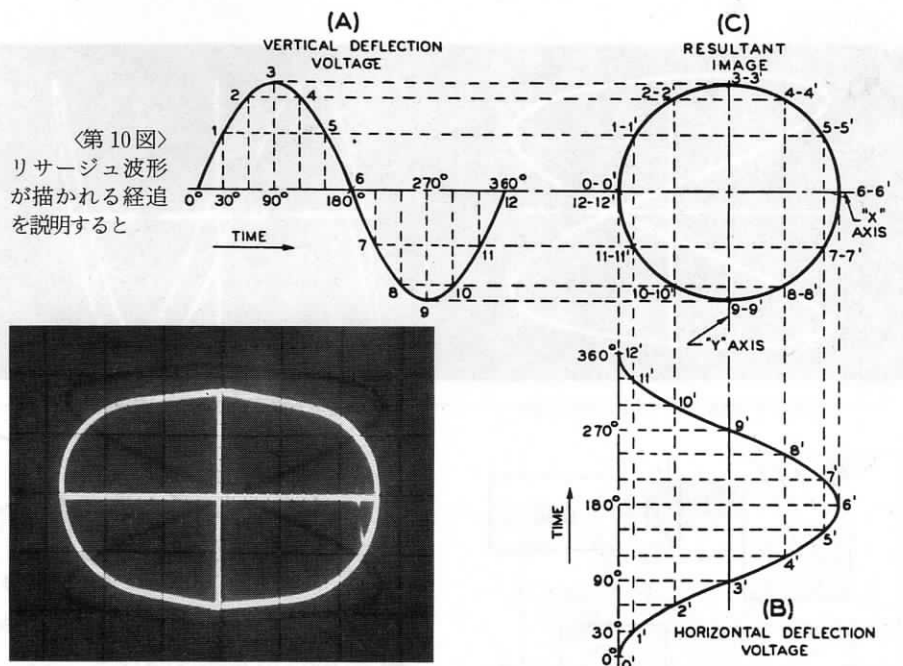 (A)
VERTICAL DEFLECTION
VOLTAGE
3
2
4
1
5
6
0°
30°
90°
180°
270°
360°
12
TIME
7
11
8
10
9
〈第10図〉
リサージュ波形
が描かれる経追
を説明すると
(C)
RESULTANT
IMAGE
3-3'
2-2'
4-4'
1-1'
5-5'
0-0'
12-12'
6-6'
"X"
AXIS
11-11'
7-7'
10-10'
8-8'
9-9'
"Y" AXIS
360°
12'
11'
10'
270°
9'
8'
7'
180°
6'
TIME
5'
4'
90°
3'
2'
30°
1'
0°
0'
(B)
HORIZONTAL DEFLECTION
VOLTAGE